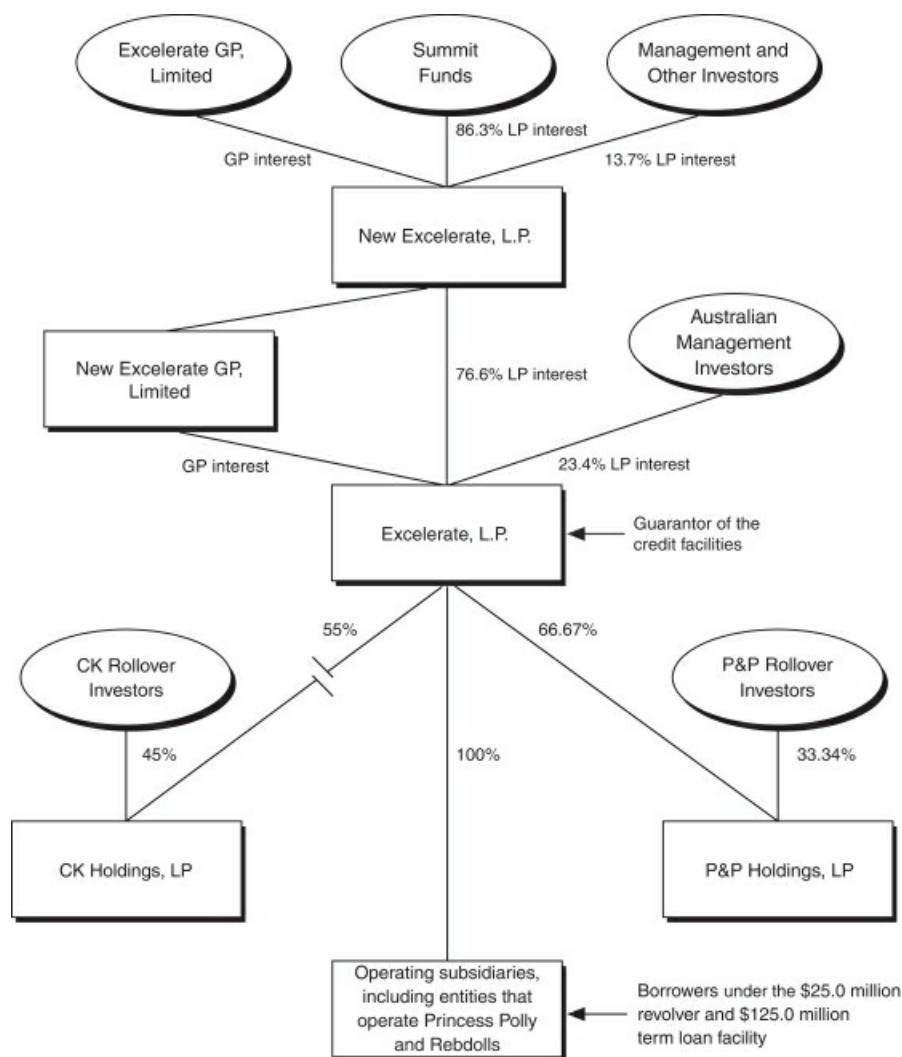 Excelerate GP,
Limited
Summit
Funds
Management and
Other Investors
86.3% LP interest
GP interest
13.7% LP interest
New Excelerate, L.P.
Australian
Management
Investors
New Excelerate GP,
Limited
76.6% LP interest
GP interest
23.4% LP interest
Excelerate, L.P.
Guarantor of the
credit facilities
55%
66.67%
CK Rollover
Investors
P&P Rollover
Investors
45%
100%
33.34%
CK Holdings, LP
P&P Holdings, LP
Operating subsidiaries,
including entities that
operate Princess Polly
and Rebdolls
Borrowers under the $25.0 million
revolver and $125.0 million
term loan facility